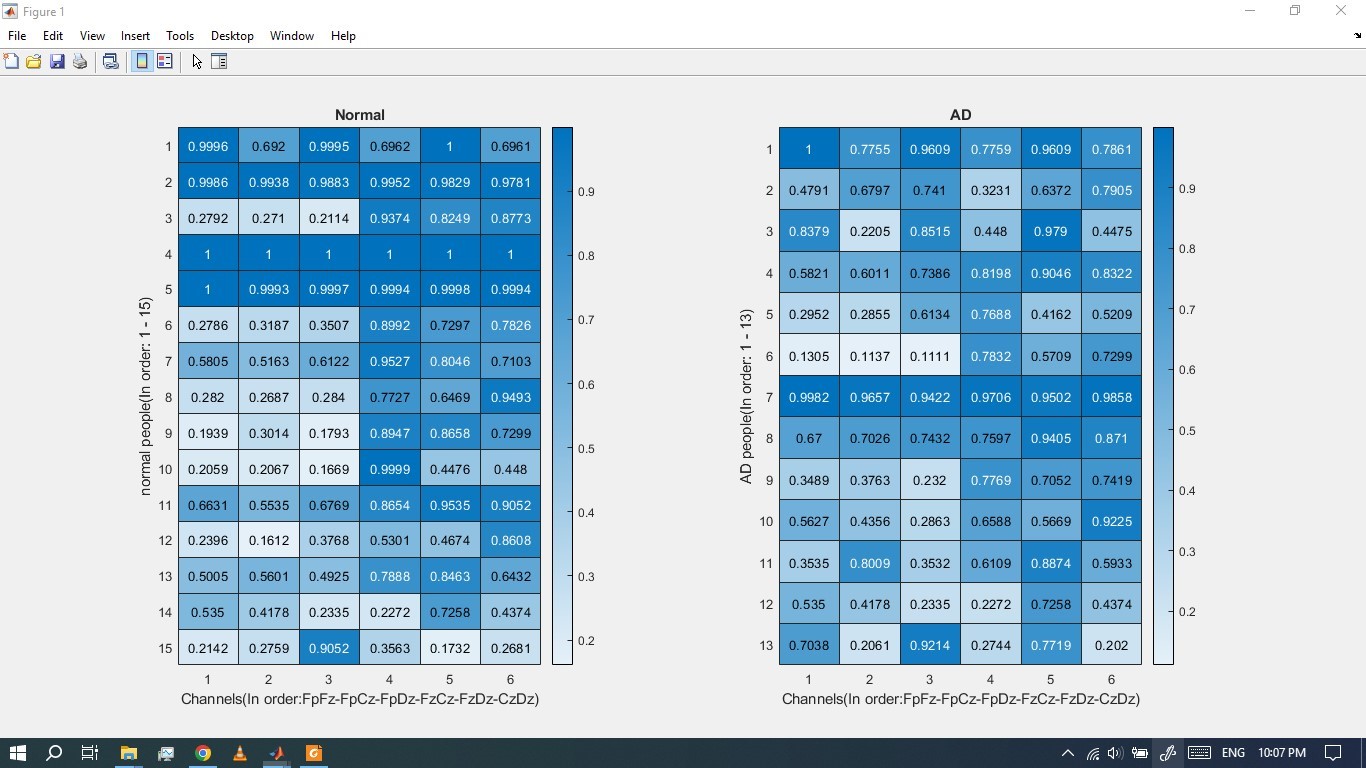 Figure 1
File Edit View Insert Tools Desktop Window Help
Normal
1 0.9996 0.692 0.9995 0.6962 1 0.6961
2 0.9986 0.9938 0.9883 0.9952 0.9829 0.9781
3 0.2792 0.271 0.2114 0.9374 0.8249 0.8773
4 1 1 1 1 1 1
5 1 0.9993 0.9997 0.9994 0.9998 0.9994
6 0.2786 0.3187 0.3507 0.8992 0.7297 0.7826
7 0.5805 0.5163 0.6122 0.9527 0.8046 0.7103
8 0.282 0.2687 0.284 0.7727 0.6469 0.9493
9 0.1939 0.3014 0.1793 0.8947 0.8658 0.7299
10 0.2059 0.2067 0.1669 0.9999 0.4476 0.448
11 0.6631 0.5535 0.6769 0.8654 0.9535 0.9052
12 0.2396 0.1612 0.3768 0.5301 0.4674 0.8608
13 0.5005 0.5601 0.4925 0.7888 0.8463 0.6432
14 0.535 0.4178 0.2335 0.2272 0.7258 0.4374
15 0.2142 0.2759 0.9052 0.3563 0.1732 0.2681
1 2 3 4 5 6
Channels(In order:FpFz-FpCz-FpDz-FzCz-FzDz-CzDz)
normal people(In order: 1 - 15)
0.9
0.8
0.7
0.6
0.5
0.4
0.3
0.2
AD
1 1 0.7755 0.9609 0.7759 0.9609 0.7861
2 0.4791 0.6797 0.741 0.3231 0.6372 0.7905
3 0.8379 0.2205 0.8515 0.448 0.979 0.4475
4 0.5821 0.6011 0.7386 0.8198 0.9046 0.8322
5 0.2952 0.2855 0.6134 0.7688 0.4162 0.5209
6 0.1305 0.1137 0.1111 0.7832 0.5709 0.7299
7 0.9982 0.9657 0.9422 0.9706 0.9502 0.9858
8 0.67 0.7026 0.7432 0.7597 0.9405 0.871
9 0.3489 0.3763 0.232 0.7769 0.7052 0.7419
10 0.5627 0.4356 0.2863 0.6588 0.5669 0.9225
11 0.3535 0.8009 0.3532 0.6109 0.8874 0.5933
12 0.535 0.4178 0.2335 0.2272 0.7258 0.4374
13 0.7038 0.2061 0.9214 0.2744 0.7719 0.202
1 2 3 4 5 6
Channels(In order:FpFz-FpCz-FpDz-FzCz-FzDz-CzDz)
AD people(In order: 1 - 13)
0.9
0.8
0.7
0.6
0.5
0.4
0.3
0.2
ENG 10:07 PM